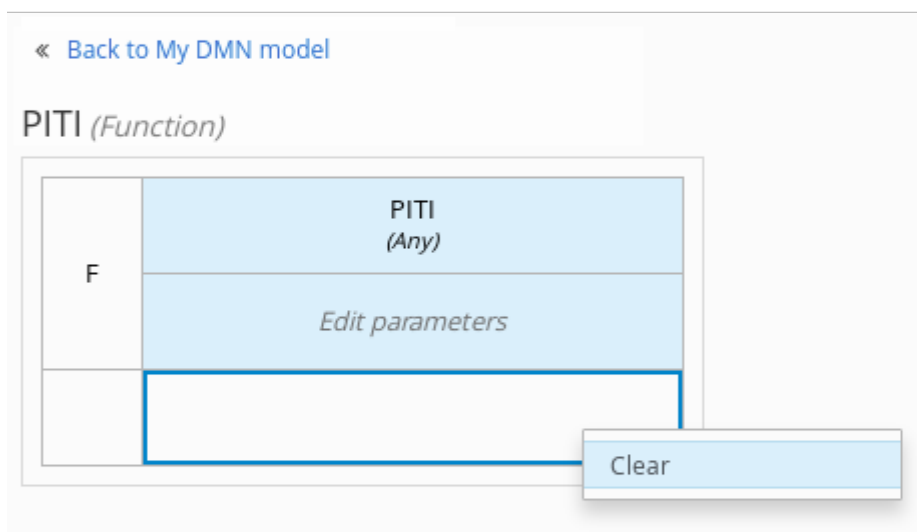 « Back to My DMN model
PITI (Function)
PITI
(Any)
F
Edit parameters
Clear